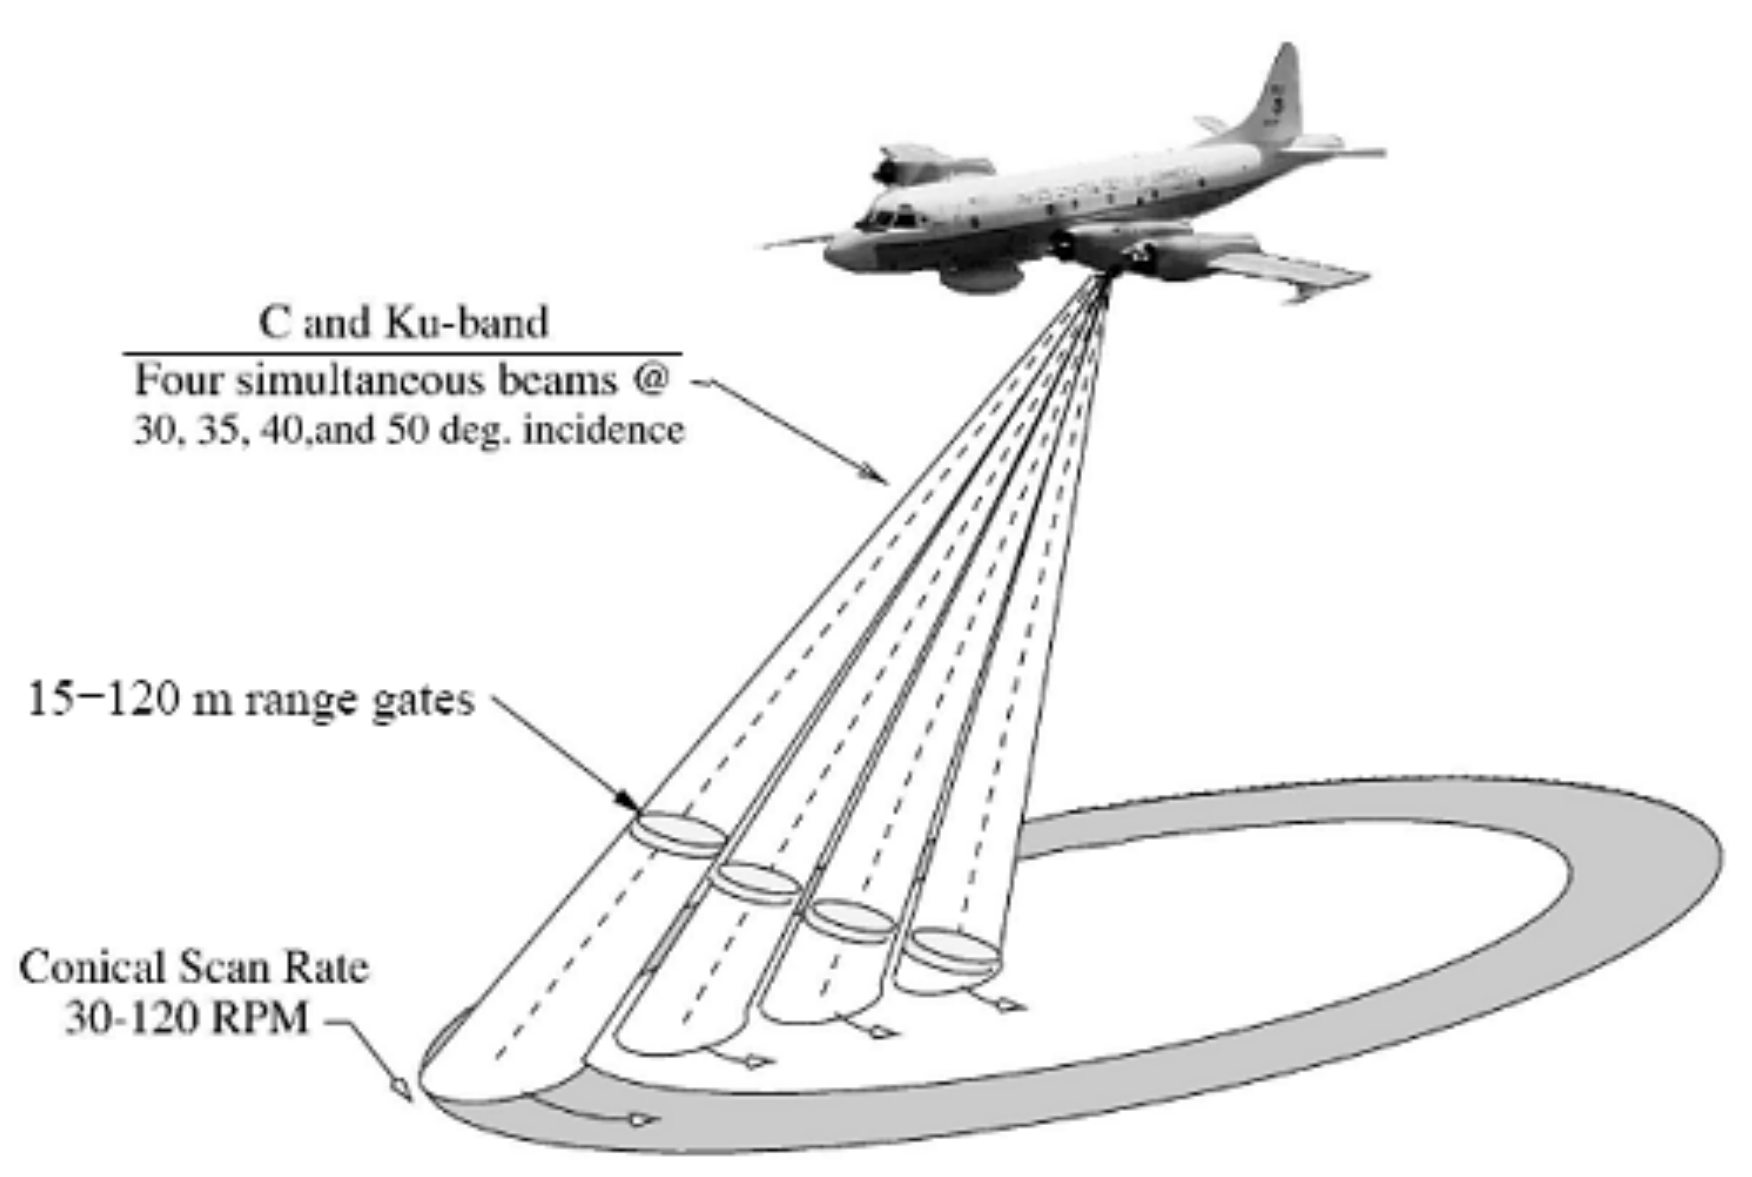 C and Ku-band
Four simultaneous beams @
30, 35, 40,and 50 deg. incidence
15−120 m range gates
Conical Scan Rate
30-120 RPM